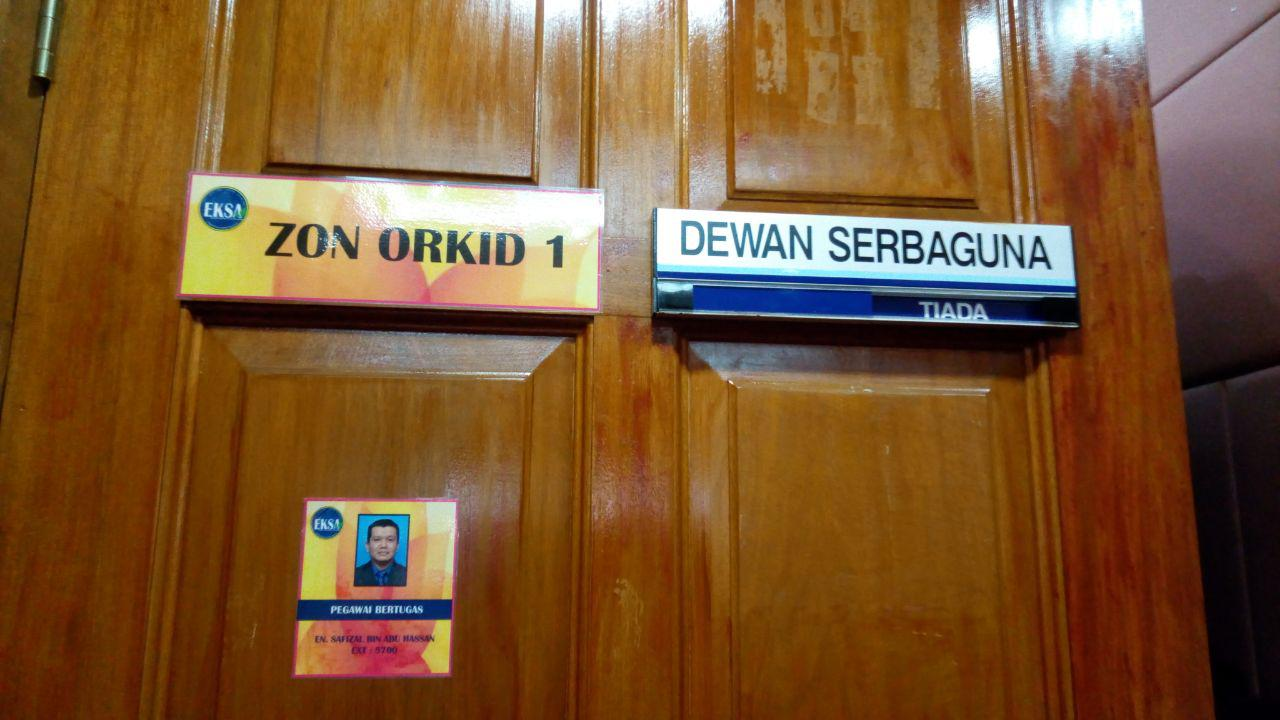 EKSA
ZON ORKID 1
DEWAN SERBAGUNA
TIADA
EKSA
PEGAWAI BERTUGAS
EN. SAFIZAL BIN ABU HASSAN
EXT : 5700